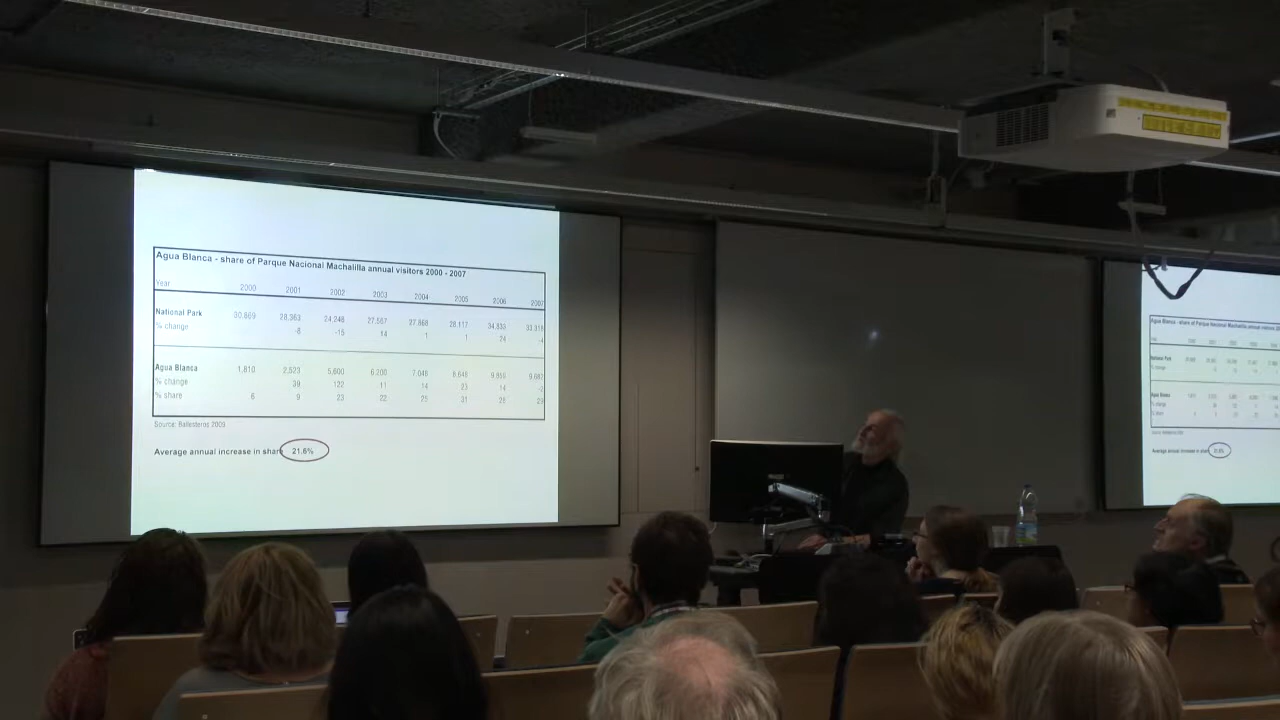 Agua Blanca - share of Parque Nacional Machalilla annual visitors 2000 - 2007
Year 2000 2001 2002 2003 2004 2005 2006 2007
National Park 30,869 28,363 24,246 27,557 27,868 28,117 34,833 33,318
% change -8 -15 14 1 1 24 -4
Agua Blanca 1,810 2,523 5,600 6,200 7,048 8,648 9,859 9,682
% change 39 122 11 14 23 14 -2
% share 6 9 23 22 25 31 28 29
Source: Ballesteros 2009
Average annual increase in share 21.6%